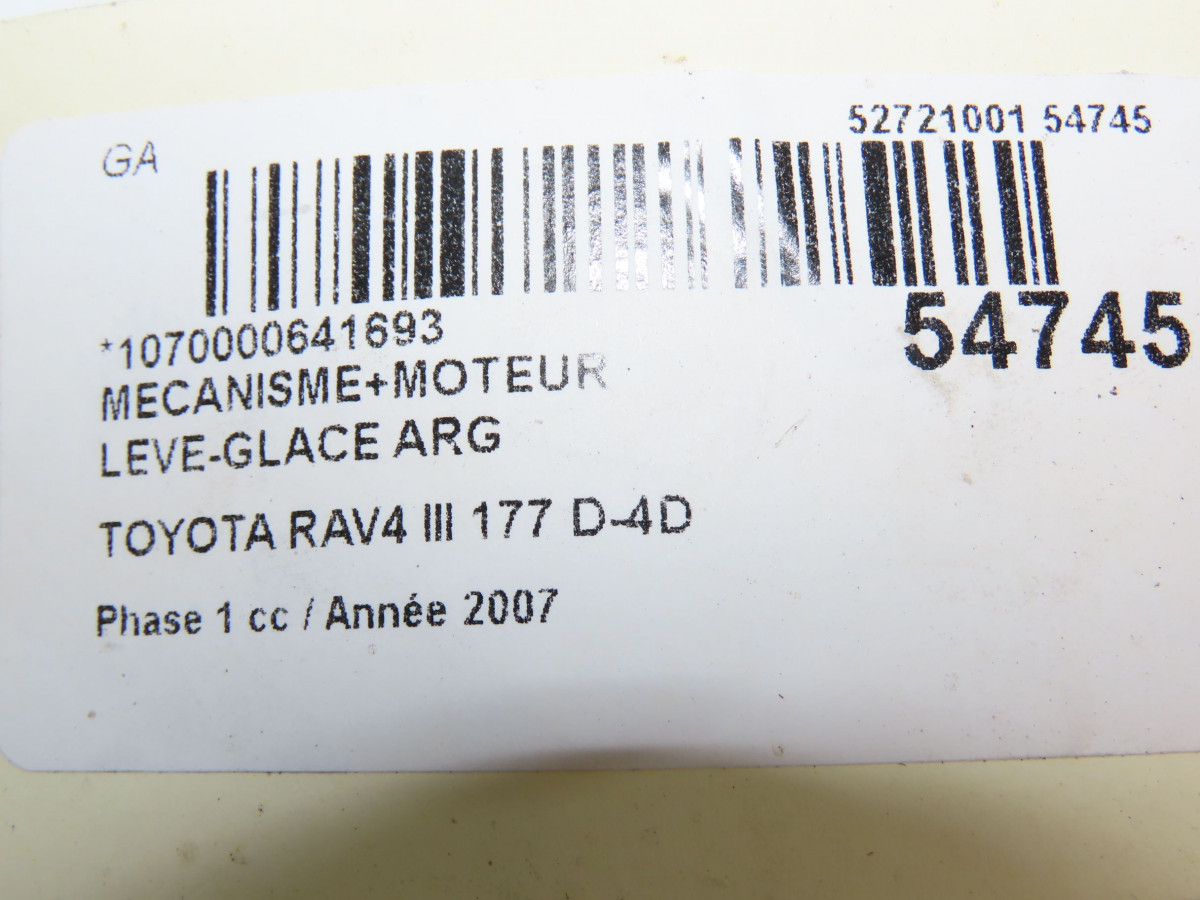 GA
52721001 54745
*1070000641693
54745
MECANISME+MOTEUR
LEVE-GLACE ARG
TOYOTA RAV4 III 177 D-4D
Phase 1 cc / Année 2007